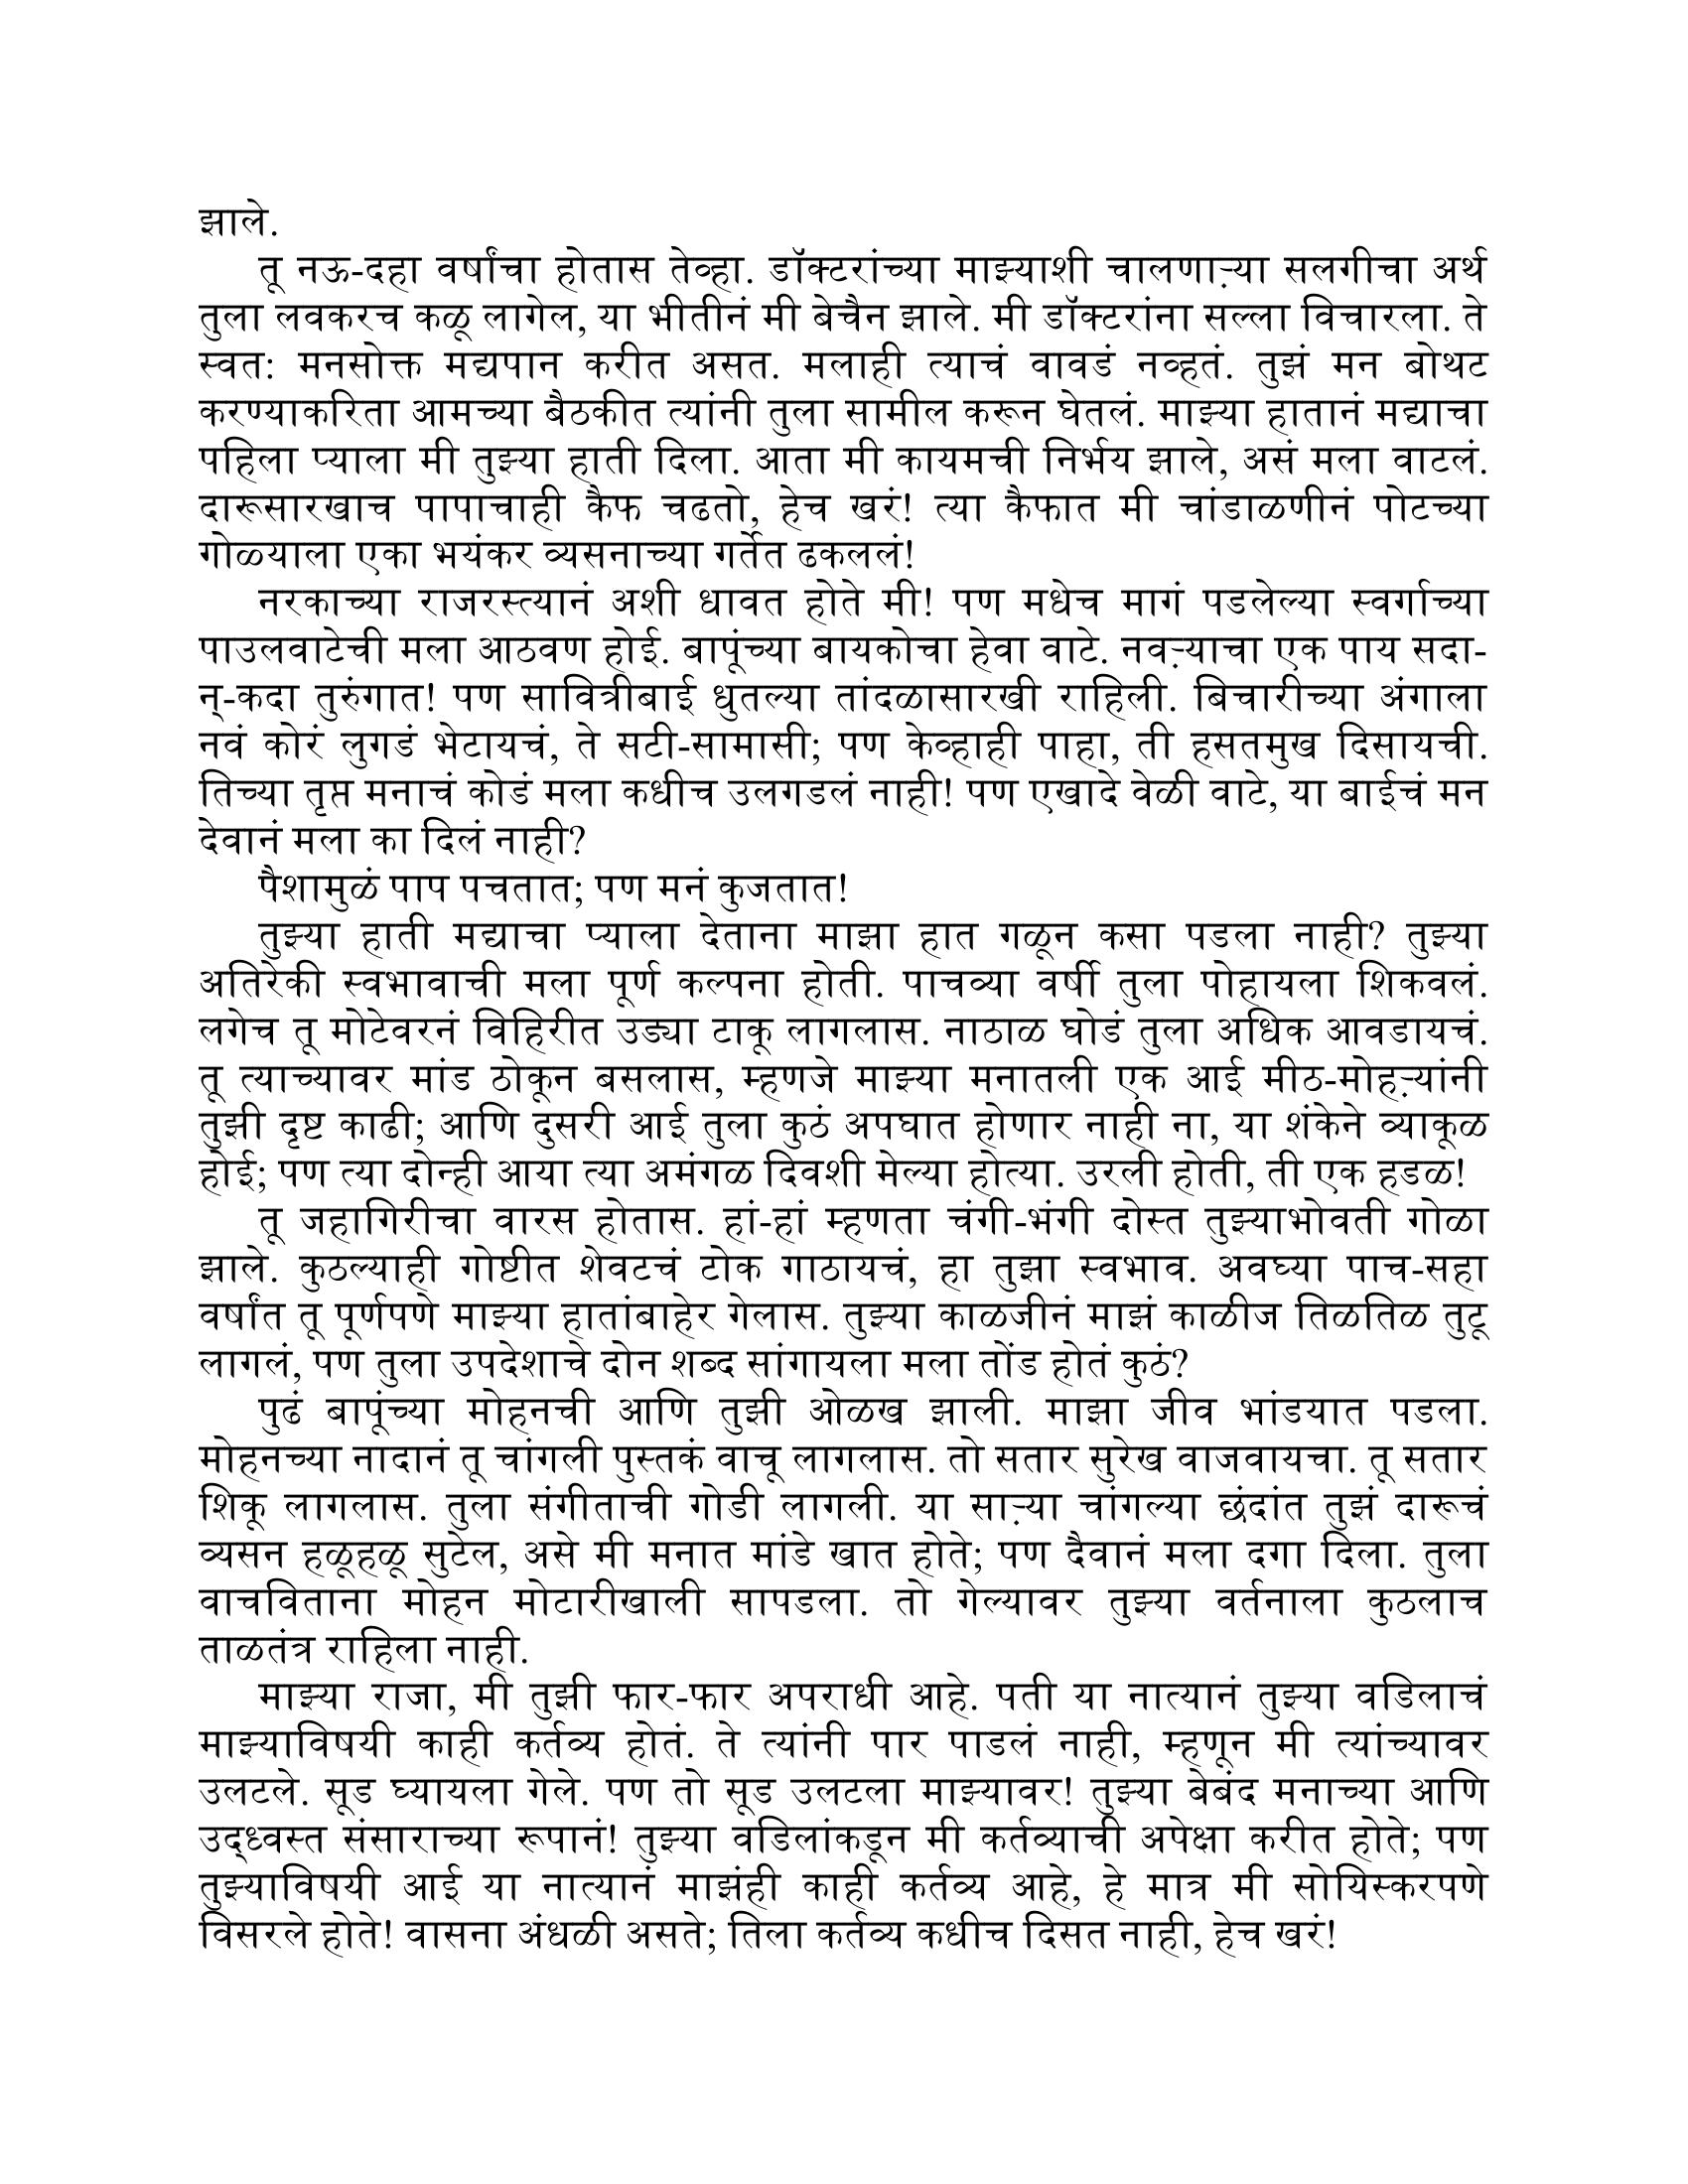 झाले.
तू नऊ-दहा वर्षांचा होतास तेव्हा. डॉक्टरांच्या माझ्याशी चालणाऱ्या सलगीचा अर्थ
तुला लवकरच कळू लागेल, या भीतीनं मी बेचैन झाले. मी डॉक्टरांना सल्ला विचारला. ते
स्वत: मनसोक्त मद्यपान करीत असत. मलाही त्याचं वावडं नव्हतं. तुझं मन बोथट
करण्याकरिता आमच्या बैठकीत त्यांनी तुला सामील करून घेतलं. माझ्या हातानं मद्याचा
पहिला प्याला मी तुझ्या हाती दिला. आता मी कायमची निर्भय झाले, असं मला वाटलं.
दारूसारखाच पापाचाही कैफ चढतो, हेच खरं! त्या कैफात मी चांडाळणीनं पोटच्या
गोळ्याला एका भयंकर व्यसनाच्या गर्तेत ढकललं!
नरकाच्या राजरस्त्यानं अशी धावत होते मी! पण मधेच मागं पडलेल्या स्वर्गाच्या
पाउलवाटेची मला आठवण होई. बापूंच्या बायकोचा हेवा वाटे. नवऱ्याचा एक पाय सदा-
न्-कदा तुरुंगात! पण सावित्रीबाई धुतल्या तांदळासारखी राहिली. बिचारीच्या अंगाला
नवं कोरं लुगडं भेटायचं, ते सटी-सामासी; पण केव्हाही पाहा, ती हसतमुख दिसायची.
तिच्या तृप्त मनाचं कोडं मला कधीच उलगडलं नाही! पण एखादे वेळी वाटे, या बाईचं मन
देवानं मला का दिलं नाही?
पैशामुळं पाप पचतात; पण मनं कुजतात!
तुझ्या हाती मद्याचा प्याला देताना माझा हात गळून कसा पडला नाही? तुझ्या
अतिरेकी स्वभावाची मला पूर्ण कल्पना होती. पाचव्या वर्षी तुला पोहायला शिकवलं.
लगेच तू मोटेवरनं विहिरीत उड्या टाकू लागलास. नाठाळ घोडं तुला अधिक आवडायचं.
तू त्याच्यावर मांड ठोकून बसलास, म्हणजे माझ्या मनातली एक आई मीठ-मोहऱ्यांनी
तुझी दृष्ट काढी; आणि दुसरी आई तुला कुठं अपघात होणार नाही ना, या शंकेने व्याकूळ
होई; पण त्या दोन्ही आया त्या अमंगळ दिवशी मेल्या होत्या. उरली होती, ती एक हडळ!
तू जहागिरीचा वारस होतास. हां-हां म्हणता चंगी-भंगी दोस्त तुझ्याभोवती गोळा
झाले. कुठल्याही गोष्टीत शेवटचं टोक गाठायचं, हा तुझा स्वभाव. अवघ्या पाच-सहा
वर्षांत तू पूर्णपणे माझ्या हातांबाहेर गेलास. तुझ्या काळजीनं माझं काळीज तिळतिळ तुटू
लागलं, पण तुला उपदेशाचे दोन शब्द सांगायला मला तोंड होतं कुठं?
पुढं बापूंच्या मोहनची आणि तुझी ओळख झाली. माझा जीव भांडयात पडला.
मोहनच्या नादानं तू चांगली पुस्तकं वाचू लागलास. तो सतार सुरेख वाजवायचा. तू सतार
शिकू लागलास. तुला संगीताची गोडी लागली. या साऱ्या चांगल्या छंदांत तुझं दारूचं
व्यसन हळूहळू सुटेल, असे मी मनात मांडे खात होते; पण दैवानं मला दगा दिला. तुला
वाचविताना मोहन मोटारीखाली सापडला. तो गेल्यावर तुझ्या वर्तनाला कुठलाच
ताळतंत्र राहिला नाही.
माझ्या राजा, मी तुझी फार-फार अपराधी आहे. पती या नात्यानं तुझ्या वडिलाचं
माझ्याविषयी काही कर्तव्य होतं. ते त्यांनी पार पाडलं नाही, म्हणून मी त्यांच्यावर
उलटले. सूड घ्यायला गेले. पण तो सूड उलटला माझ्यावर! तुझ्या बेबंद मनाच्या आणि
उद्ध्वस्त संसाराच्या रूपानं! तुझ्या वडिलांकडून मी कर्तव्याची अपेक्षा करीत होते; पण
तुझ्याविषयी आई या नात्यानं माझंही काही कर्तव्य आहे, हे मात्र मी सोयिस्करपणे
विसरले होते! वासना अंधळी असते; तिला कर्तव्य कधीच दिसत नाही, हेच खरं!